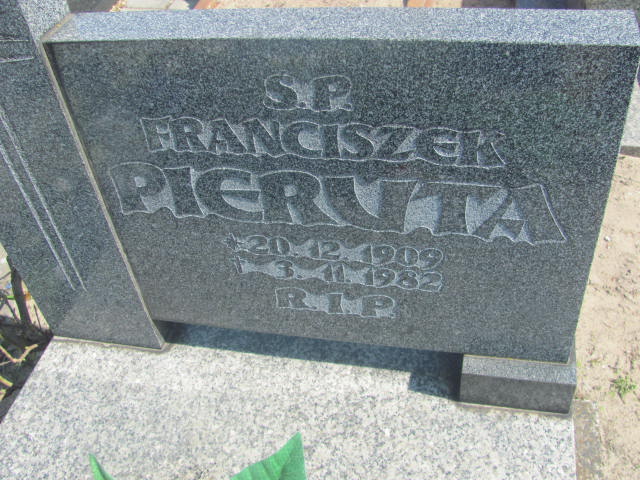 Ś.P.
FRANCISZEK
PIERUTA
* 20.12.1909
† 3.11.1982
R.I.P.